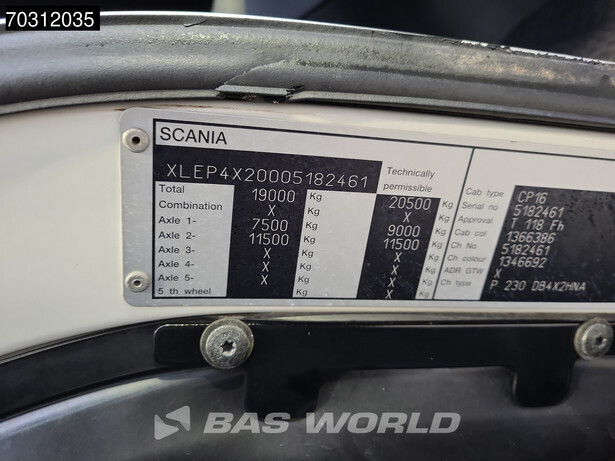 70312035
SCANIA
XLEP4X20005182461
Technically permissible
Total 19000 Kg 20500 Kg
Combination X Kg X Kg
Axle 1- 7500 Kg 9000 Kg
Axle 2- 11500 Kg 11500 Kg
Axle 3- X Kg X Kg
Axle 4- X Kg X Kg
Axle 5- X Kg X Kg
5 th wheel X Kg X Kg
Cab type CP16
Serial no 5182461
Approval T 118 Fh
Cab col 1366386
Ch No 5182461
Ch colour 1346692
ADR GTW X
Ch type P 230 DB4X2HNA
BAS WORLD